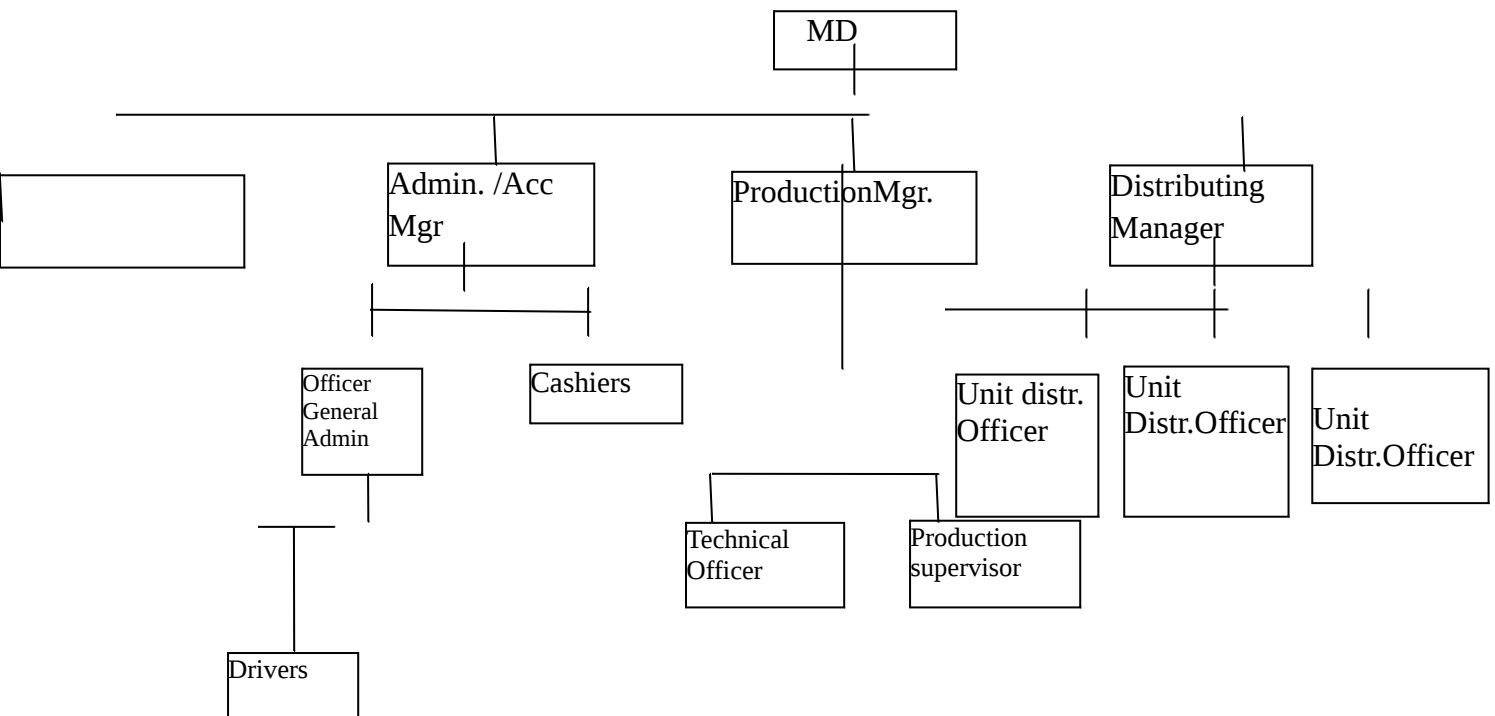 MD
Admin. /Acc
Mgr
ProductionMgr.
Distributing
Manager
Officer
General
Admin
Cashiers
Unit distr.
Officer
Unit
Distr.Officer
Unit
Distr.Officer
Technical
Officer
Production
supervisor
Drivers